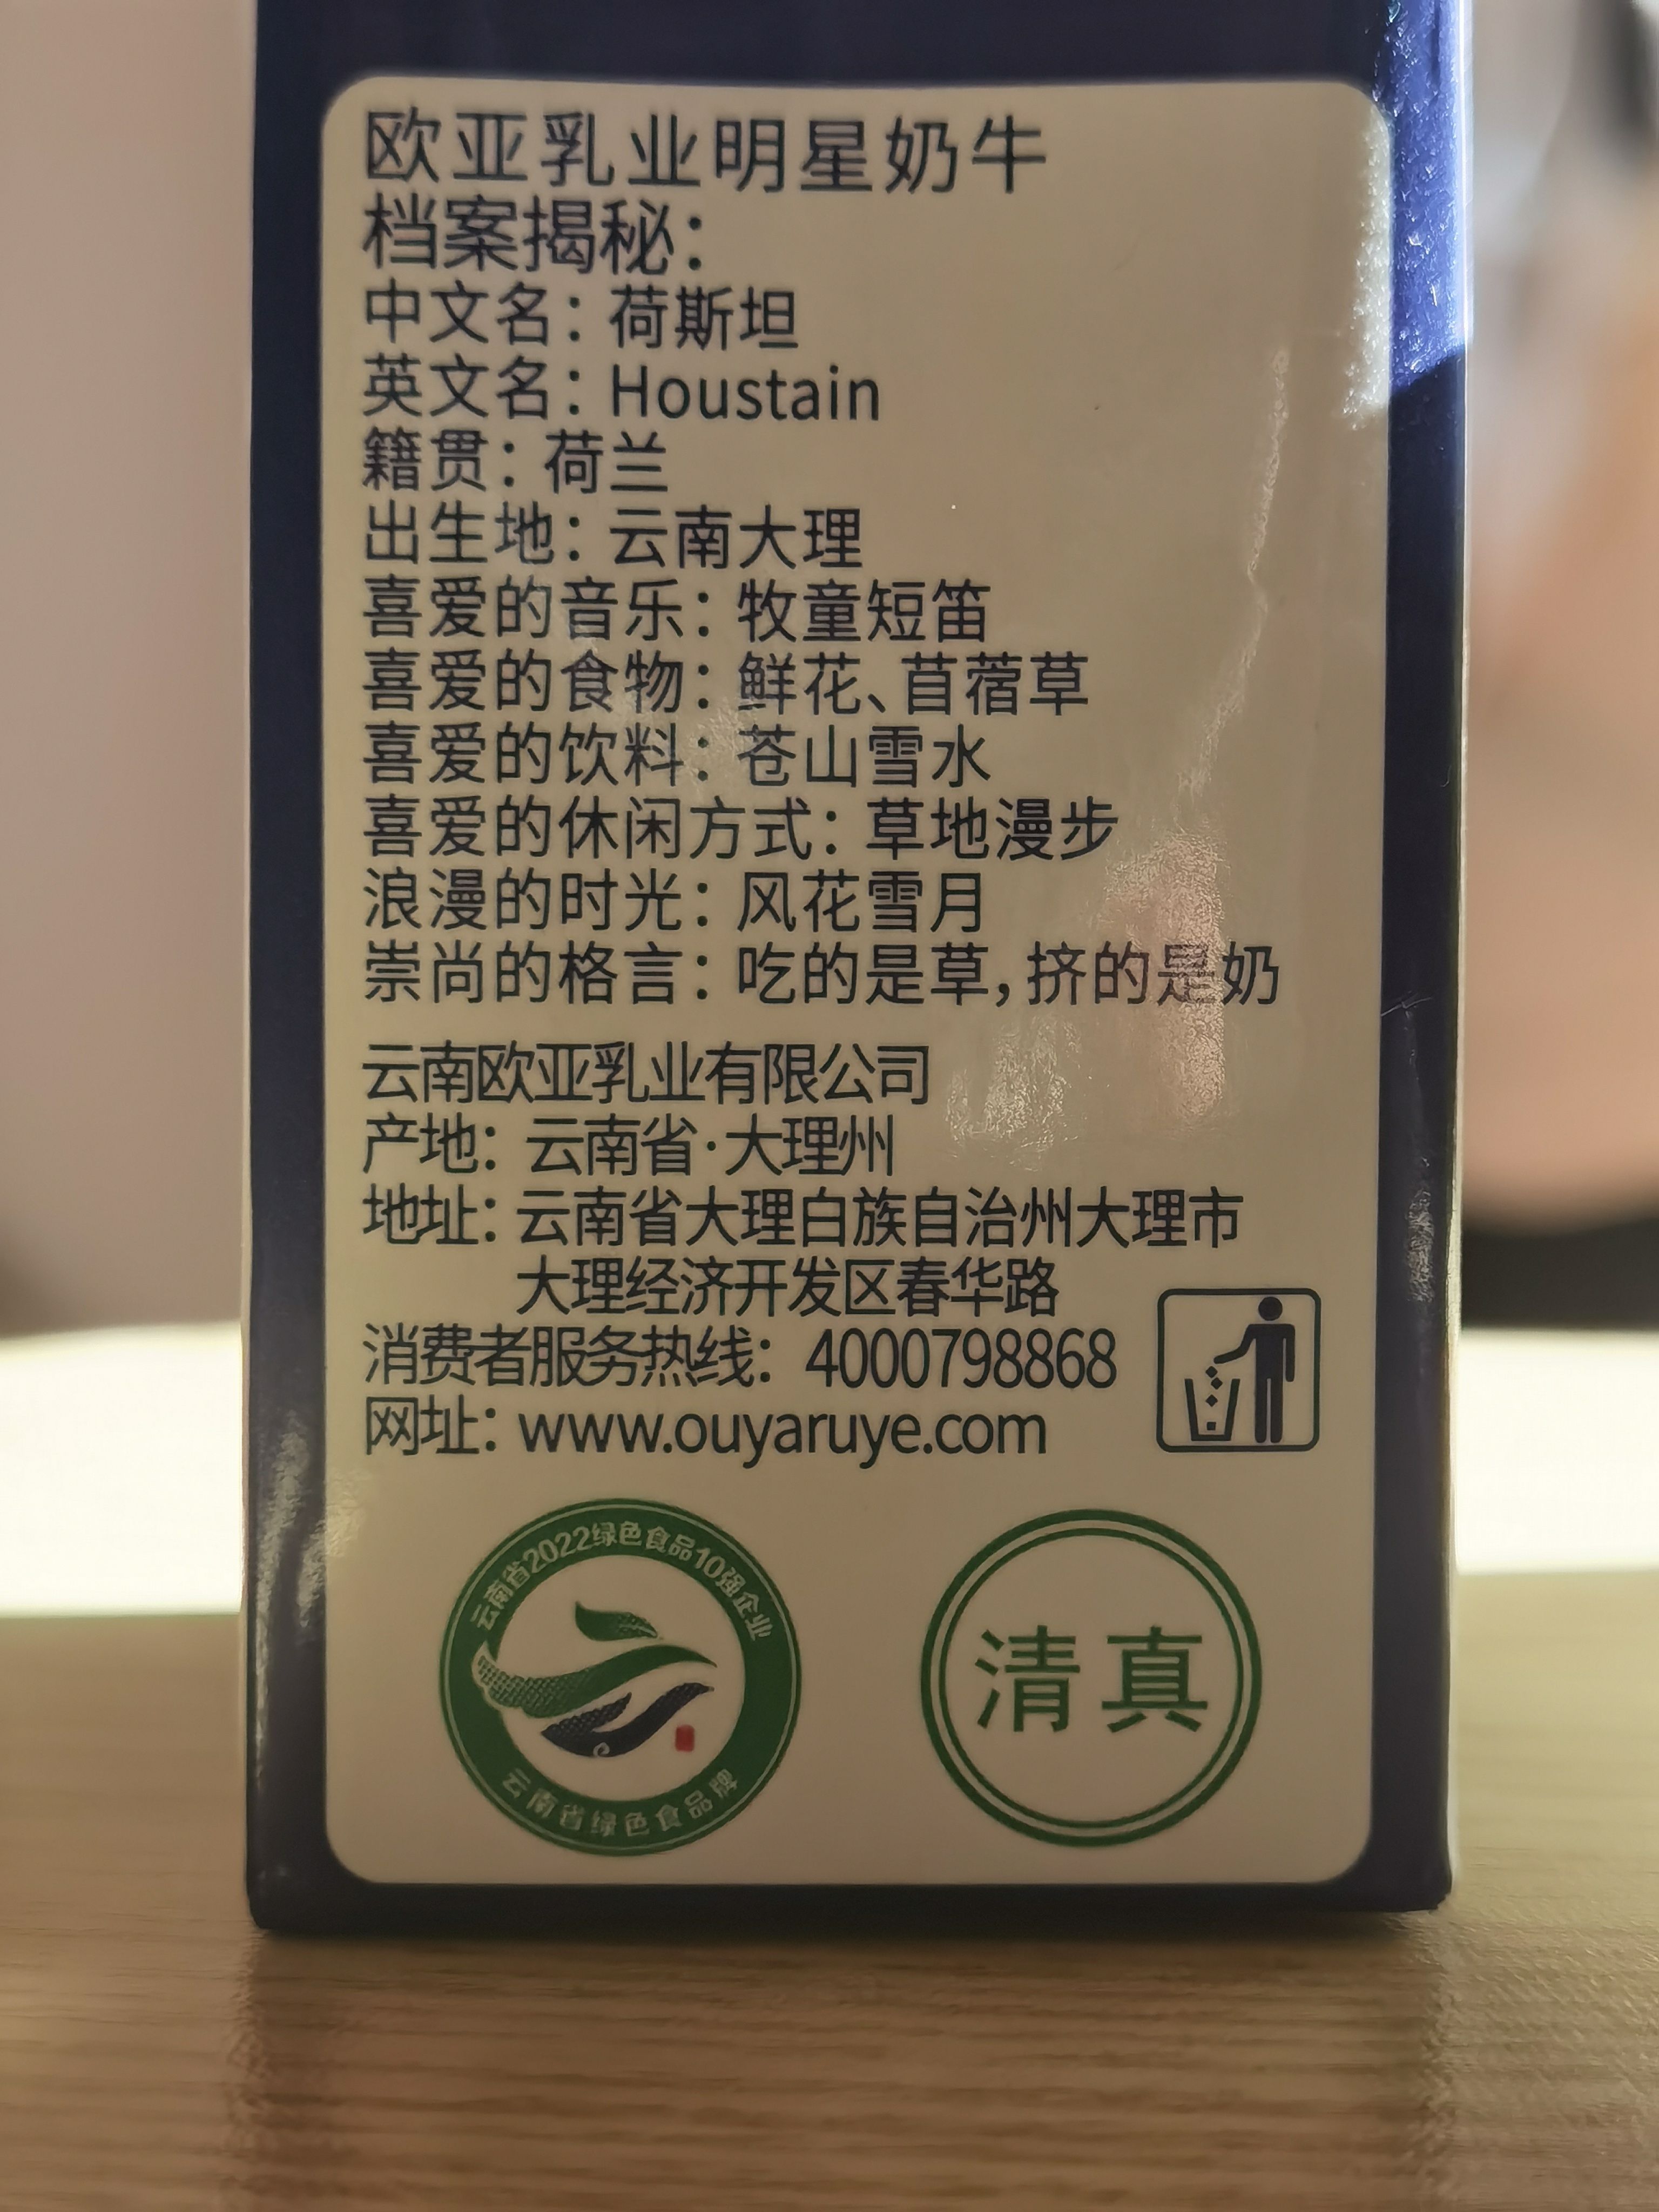 欧亚乳业明星奶牛
档案揭秘：
中文名：荷斯坦
英文名：Houstain
籍贯：荷兰
出生地：云南大理
喜爱的音乐：牧童短笛
喜爱的食物：鲜花、苜蓿草
喜爱的饮料：苍山雪水
喜爱的休闲方式：草地漫步
浪漫的时光：风花雪月
崇尚的格言：吃的是草，挤的是奶
云南欧亚乳业有限公司
产地：云南省·大理州
地址：云南省大理白族自治州大理市
大理经济开发区春华路
消费者服务热线：4000798868
网址：www.ouyaruye.com
云南省2022绿色食品10强企业
云南省绿色食品牌
清真